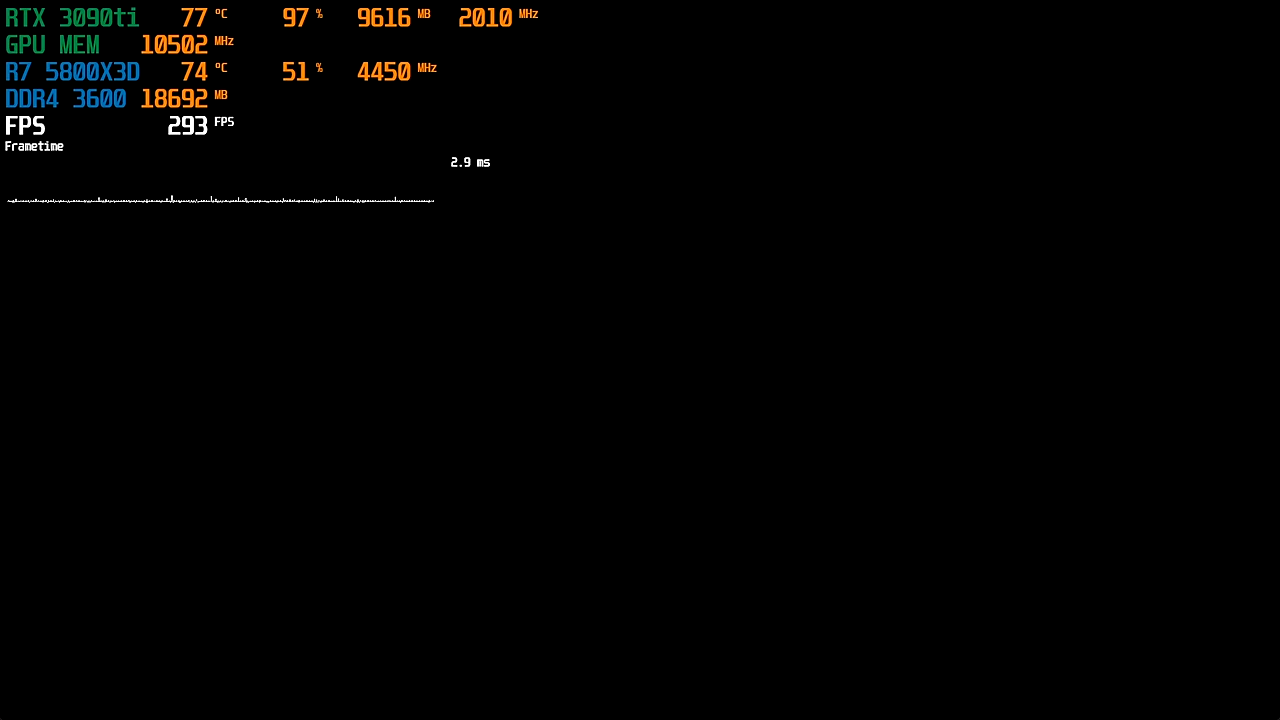 RTX 3090ti 77 °C 97 % 9616 MB 2010 MHz
GPU MEM 10502 MHz
R7 5800X3D 74 °C 51 % 4450 MHz
DDR4 3600 18692 MB
FPS 293 FPS
Frametime
2.9 ms